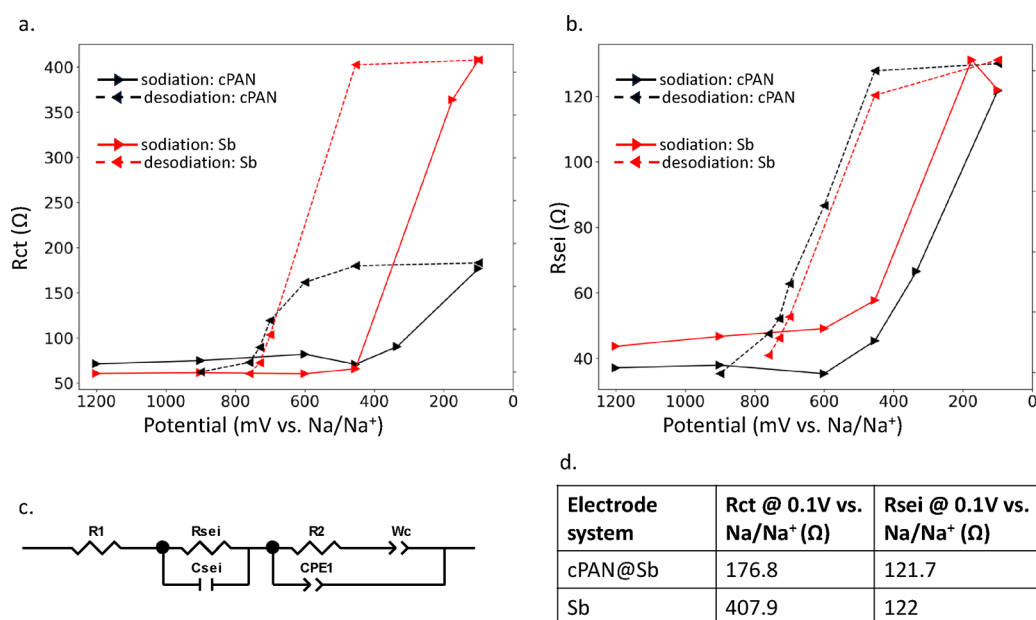 a.
400
350
300
250
200
150
100
50
Rct (Ω)
sodiation: cPAN
desodiation: cPAN
sodiation: Sb
desodiation: Sb
1200 1000 800 600 400 200 0
Potential (mV vs. Na/Na⁺)
b.
120
100
80
60
40
Rsei (Ω)
sodiation: cPAN
desodiation: cPAN
sodiation: Sb
desodiation: Sb
1200 1000 800 600 400 200 0
Potential (mV vs. Na/Na⁺)
c.
R1 Rsei R2 Wc
Csei CPE1
d.
Electrode system
Rct @ 0.1V vs. Na/Na⁺ (Ω)
Rsei @ 0.1V vs. Na/Na⁺ (Ω)
cPAN@Sb 176.8 121.7
Sb 407.9 122